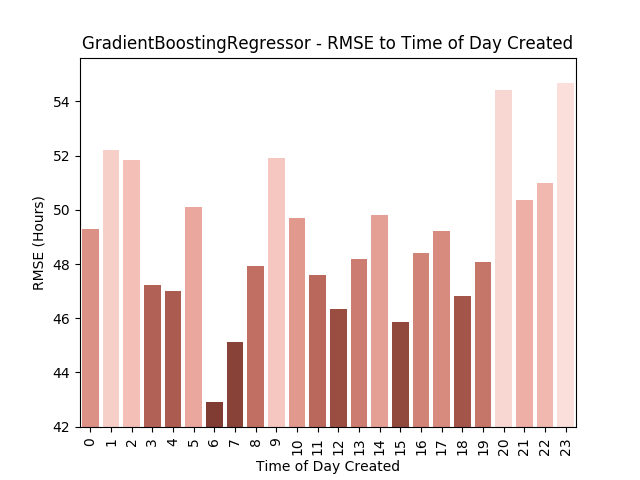 GradientBoostingRegressor - RMSE to Time of Day Created
RMSE (Hours)
54
52
50
48
46
44
42
0 1 2 3 4 5 6 7 8 9 10 11 12 13 14 15 16 17 18 19 20 21 22 23
Time of Day Created